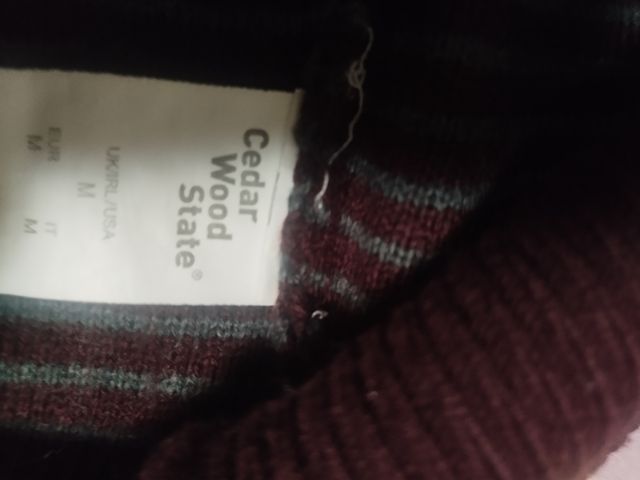 Cedar
Wood
State®
UK/IRL/USA
M
EUR IT
M M